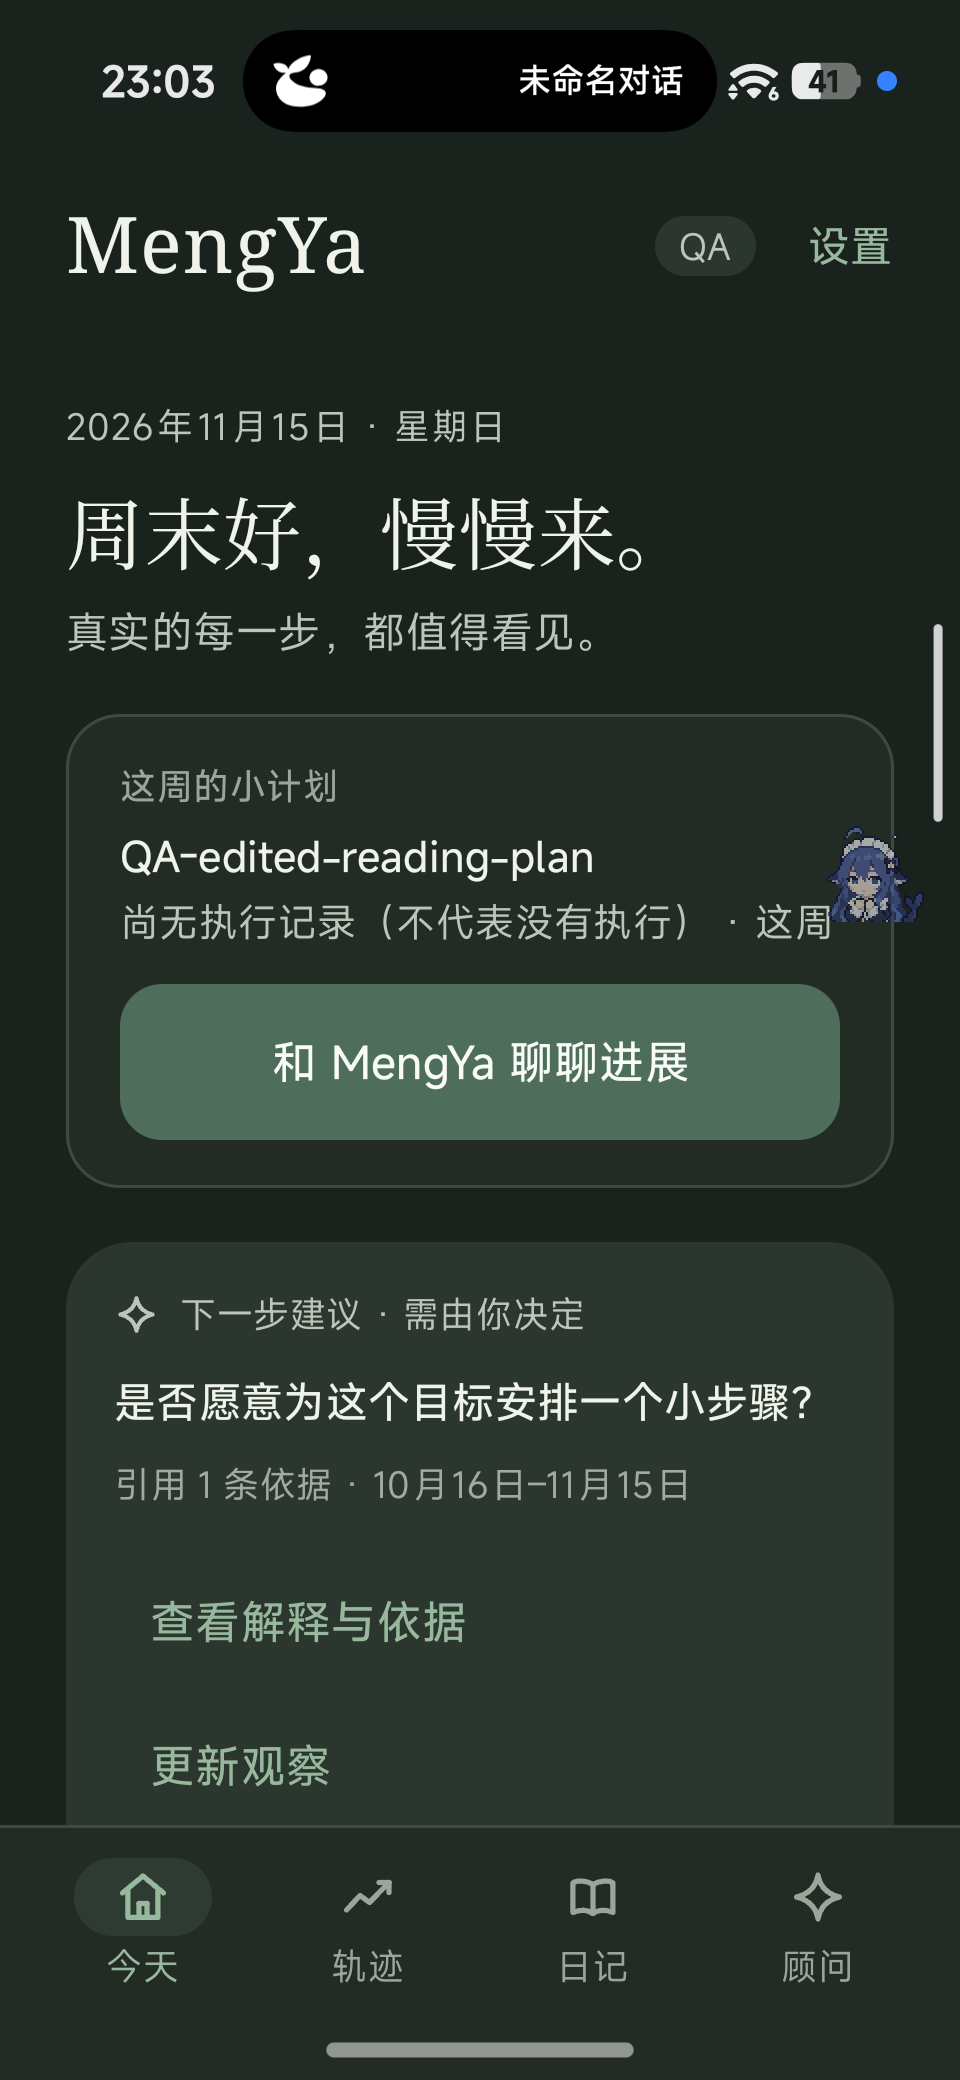 23:03
未命名对话
6
41
MengYa
QA
设置
2026年11月15日 · 星期日
周末好，慢慢来。
真实的每一步，都值得看见。
这周的小计划
QA-edited-reading-plan
尚无执行记录（不代表没有执行） · 这周
和 MengYa 聊聊进展
下一步建议 · 需由你决定
是否愿意为这个目标安排一个小步骤？
引用 1 条依据 · 10月16日–11月15日
查看解释与依据
更新观察
今天
轨迹
日记
顾问